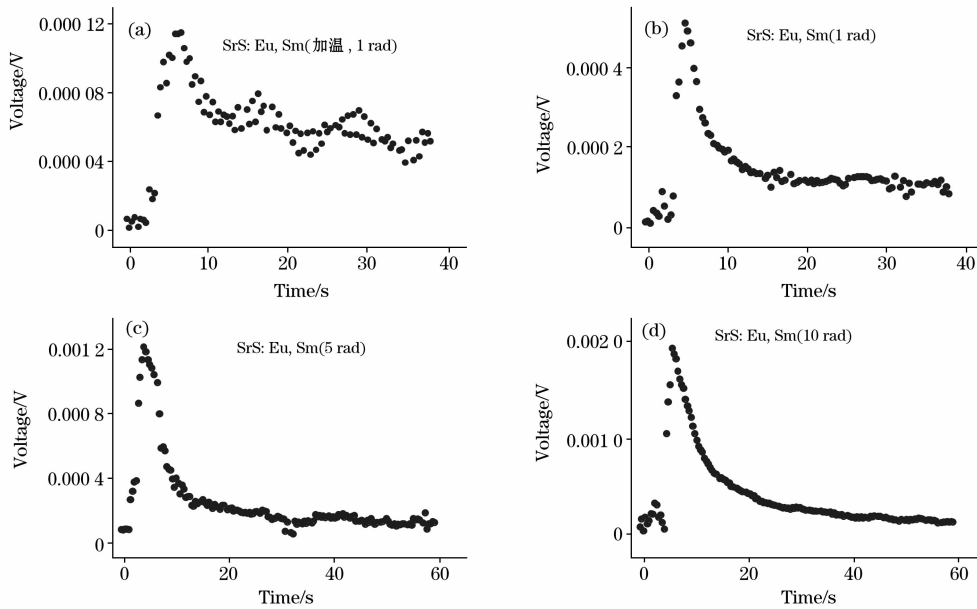 (a)
SrS: Eu, Sm(加温, 1 rad)
0.000 12
0.000 08
0.000 04
0
Voltage/V
0 10 20 30 40
Time/s
(b)
SrS: Eu, Sm(1 rad)
0.000 4
0.000 2
0
Voltage/V
0 10 20 30 40
Time/s
(c)
SrS: Eu, Sm(5 rad)
0.001 2
0.000 8
0.000 4
0
Voltage/V
0 20 40 60
Time/s
(d)
SrS: Eu, Sm(10 rad)
0.002 0
0.001 0
0
Voltage/V
0 20 40 60
Time/s